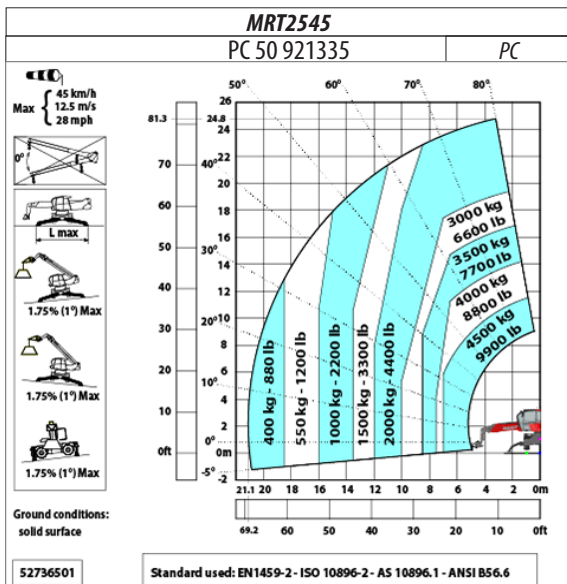 MRT2545
PC 50 921335
PC
Max
45 km/h
12.5 m/s
28 mph
0°
L max
1.75% (1°) Max
1.75% (1°) Max
1.75% (1°) Max
Ground conditions:
solid surface
52736501
50°
60°
70°
80°
40°
30°
20°
10°
0°
-5°
81.3
70
60
50
40
30
20
10
0ft
26
24.8
24
22
20
18
16
14
12
10
8
6
4
2
0m
-2
3000 kg
6600 lb
3500 kg
7700 lb
4000 kg
8800 lb
4500 kg
9900 lb
400 kg - 880 lb
550 kg - 1200 lb
1000 kg - 2200 lb
1500 kg - 3300 lb
2000 kg - 4400 lb
21.1 20 18 16 14 12 10 8 6 4 2 0m
69.2 60 50 40 30 20 10 0ft
Standard used: EN1459-2 - ISO 10896-2 - AS 10896.1 - ANSI B56.6